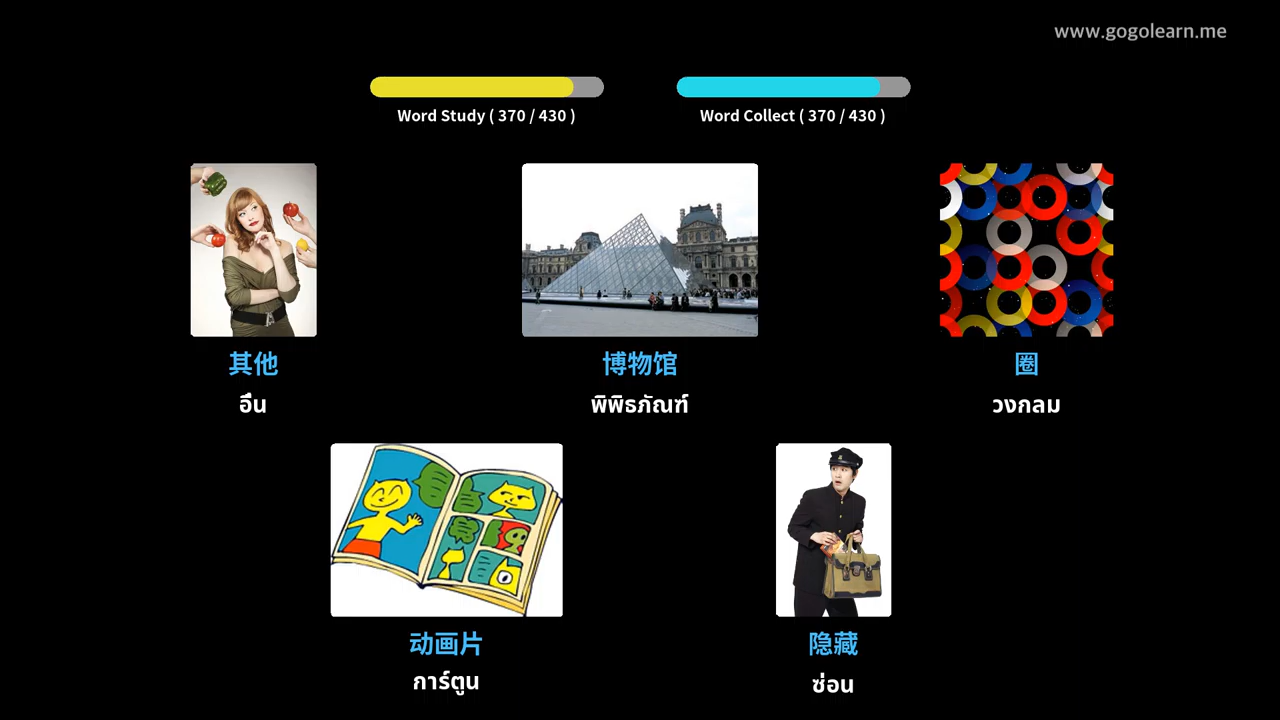 www.gogolearn.me
Word Study ( 370 / 430 )
Word Collect ( 370 / 430 )
其他
อื่น
博物馆
พิพิธภัณฑ์
圈
วงกลม
动画片
การ์ตูน
隐藏
ซ่อน